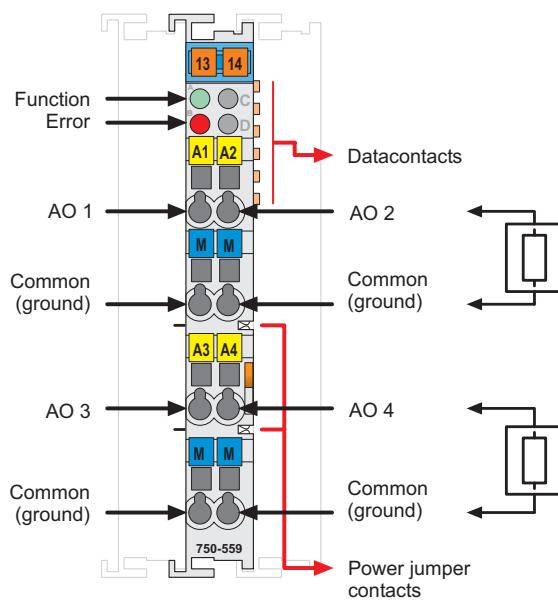 13 14
A
Function
C
B
Error
D
A1 A2
Datacontacts
AO 1
AO 2
M M
Common
(ground)
Common
(ground)
A3 A4
AO 3
AO 4
M M
Common
(ground)
Common
(ground)
750-559
Power jumper
contacts